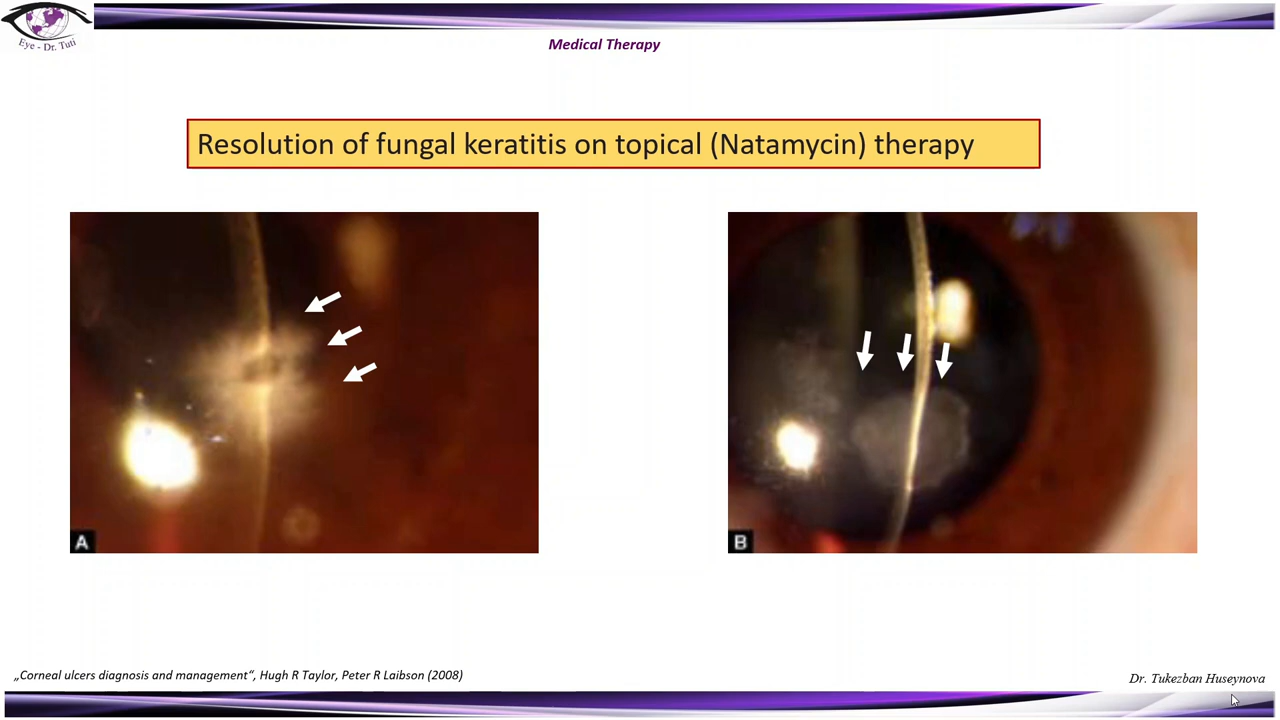 Eye - Dr. Tuti
Medical Therapy
Resolution of fungal keratitis on topical (Natamycin) therapy
A
B
„Corneal ulcers diagnosis and management“, Hugh R Taylor, Peter R Laibson (2008)
Dr. Tukezban Huseynova